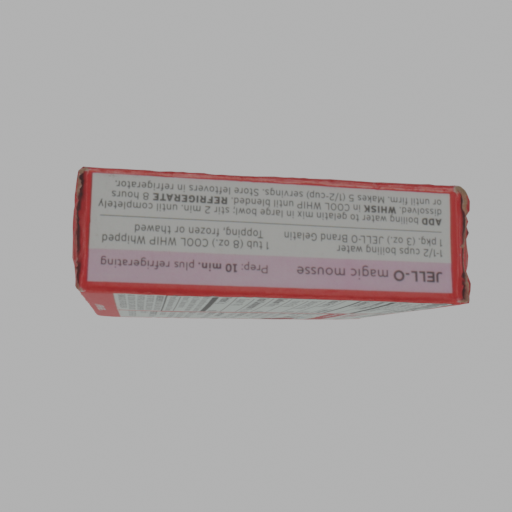 JELL-O magic mousse Prep: 10 min. plus refrigerating
1-1/2 cups boiling water
1 pkg. (3 oz.) JELL-O Brand Gelatin
1 tub (8 oz.) COOL WHIP Whipped
Topping, frozen or thawed
ADD boiling water to gelatin mix in large bowl; stir 2 min. until completely
dissolved. WHISK in COOL WHIP until blended. REFRIGERATE 8 hours
or until firm. Makes 5 (1/2-cup) servings. Store leftovers in refrigerator.